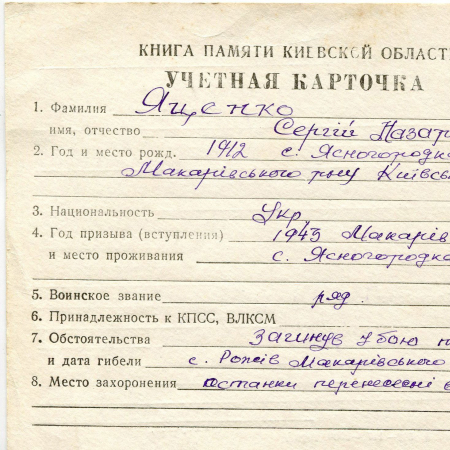 КНИГА ПАМЯТИ КИЕВСКОЙ ОБЛАСТ
УЧЕТНАЯ КАРТОЧКА
1. Фамилия Яценко
имя, отчество Сергій Назар
2. Год и место рожд. 1912 с. Ясногородка
Макарівського р-ну Київсь
3. Национальность Укр.
4. Год призыва (вступления) 1943 Макарів
и место проживания с. Ясногородка
5. Воинское звание ряд.
6. Принадлежность к КПСС, ВЛКСМ
7. Обстоятельства Загинув у бою п
и дата гибели с. Рожів Макарівського
8. Место захоронения останки перенесені в